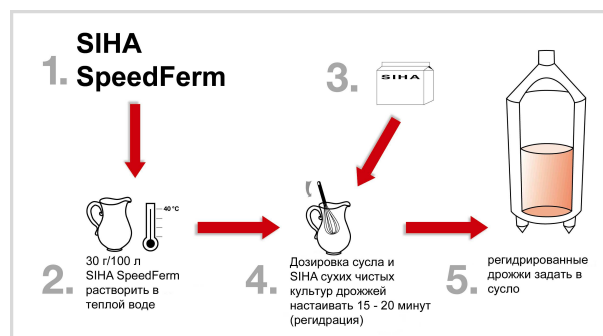 1. SIHA
SpeedFerm
3.
SIHA
40 °C
2.
30 г/100 л
SIHA SpeedFerm
растворить в
теплой воде
4.
Дозировка сусла и
SIHA сухих чистых
культур дрожжей
настаивать 15 - 20 минут
(регидрация)
5.
регидрированные
дрожжи задать в
сусло